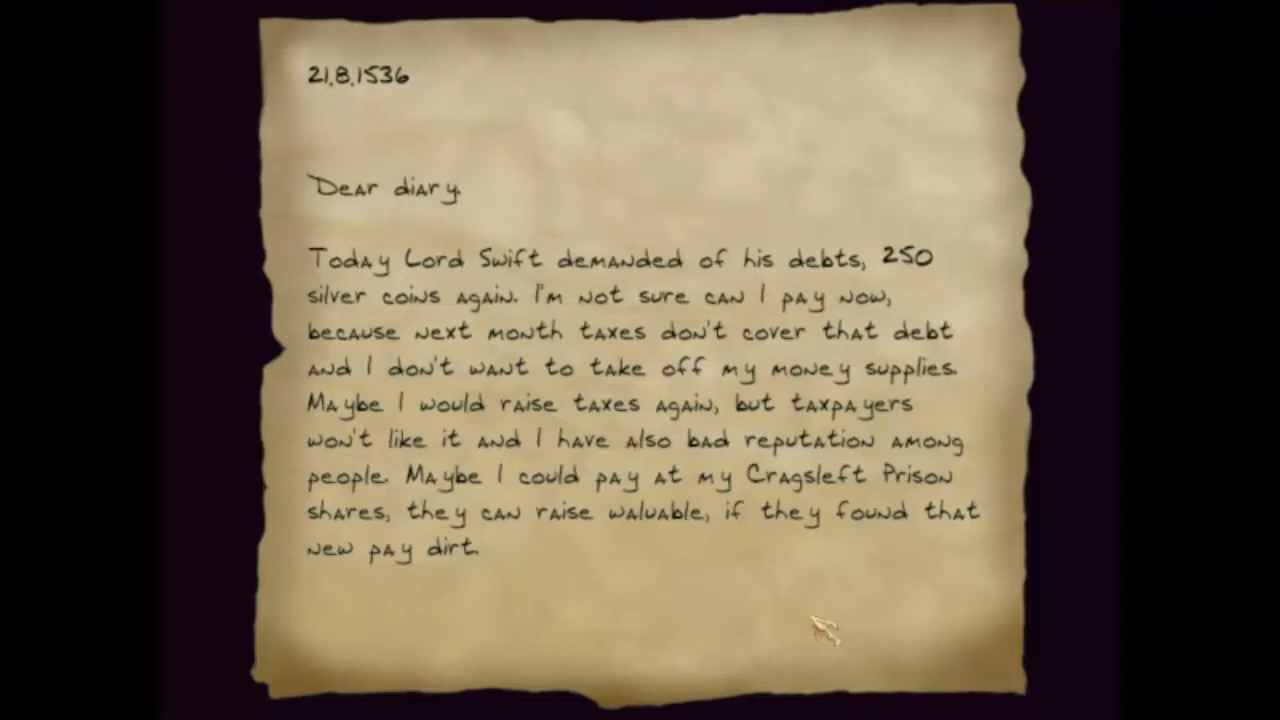 21.8.1536
Dear diary.
Today Lord Swift demanded of his debts, 250
silver coins again. I'm not sure can I pay now,
because next month taxes don't cover that debt
and I don't want to take off my money supplies.
Maybe I would raise taxes again, but taxpayers
won't like it and I have also bad reputation among
people. Maybe I could pay at my Cragsleft Prison
shares, they can raise waluable, if they found that
new pay dirt.